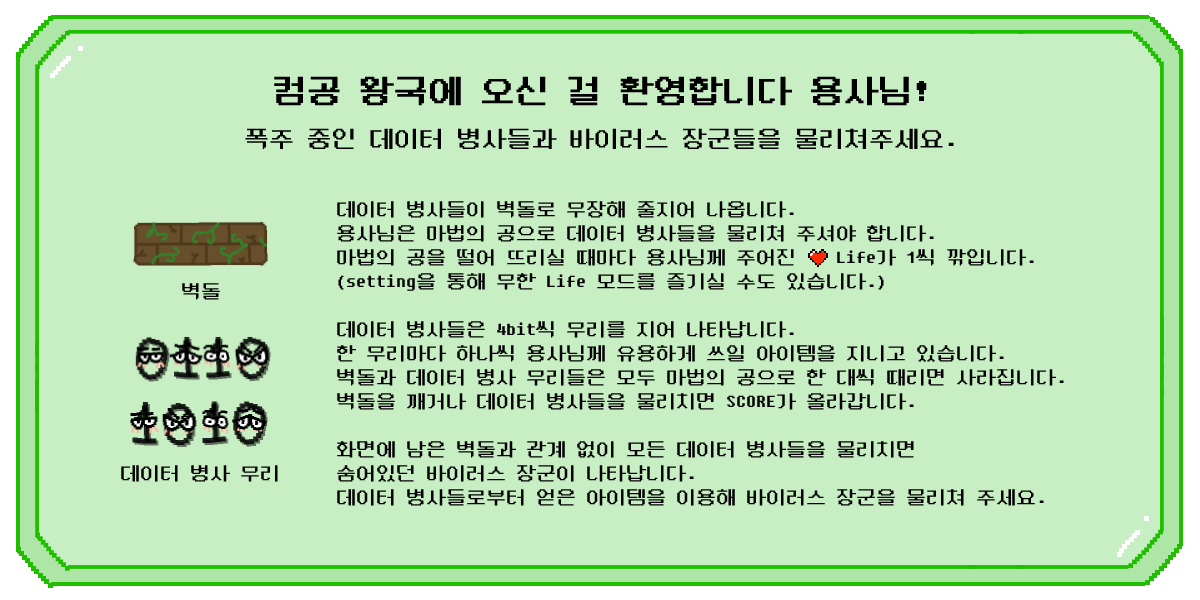 컴공 왕국에 오신 걸 환영합니다 용사님!
폭주 중인 데이터 병사들과 바이러스 장군들을 물리쳐주세요.
데이터 병사들이 벽돌로 무장해 줄지어 나옵니다.
용사님은 마법의 공으로 데이터 병사들을 물리쳐 주셔야 합니다.
마법의 공을 떨어 뜨리실 때마다 용사님께 주어진 ❤ Life가 1씩 깎입니다.
(setting을 통해 무한 Life 모드를 즐기실 수도 있습니다.)
벽돌
데이터 병사들은 4bit씩 무리를 지어 나타납니다.
한 무리마다 하나씩 용사님께 유용하게 쓰일 아이템을 지니고 있습니다.
벽돌과 데이터 병사 무리들은 모두 마법의 공으로 한 대씩 때리면 사라집니다.
벽돌을 깨거나 데이터 병사들을 물리치면 SCORE가 올라갑니다.
데이터 병사 무리
화면에 남은 벽돌과 관계 없이 모든 데이터 병사들을 물리치면
숨어있던 바이러스 장군이 나타납니다.
데이터 병사들로부터 얻은 아이템을 이용해 바이러스 장군을 물리쳐 주세요.